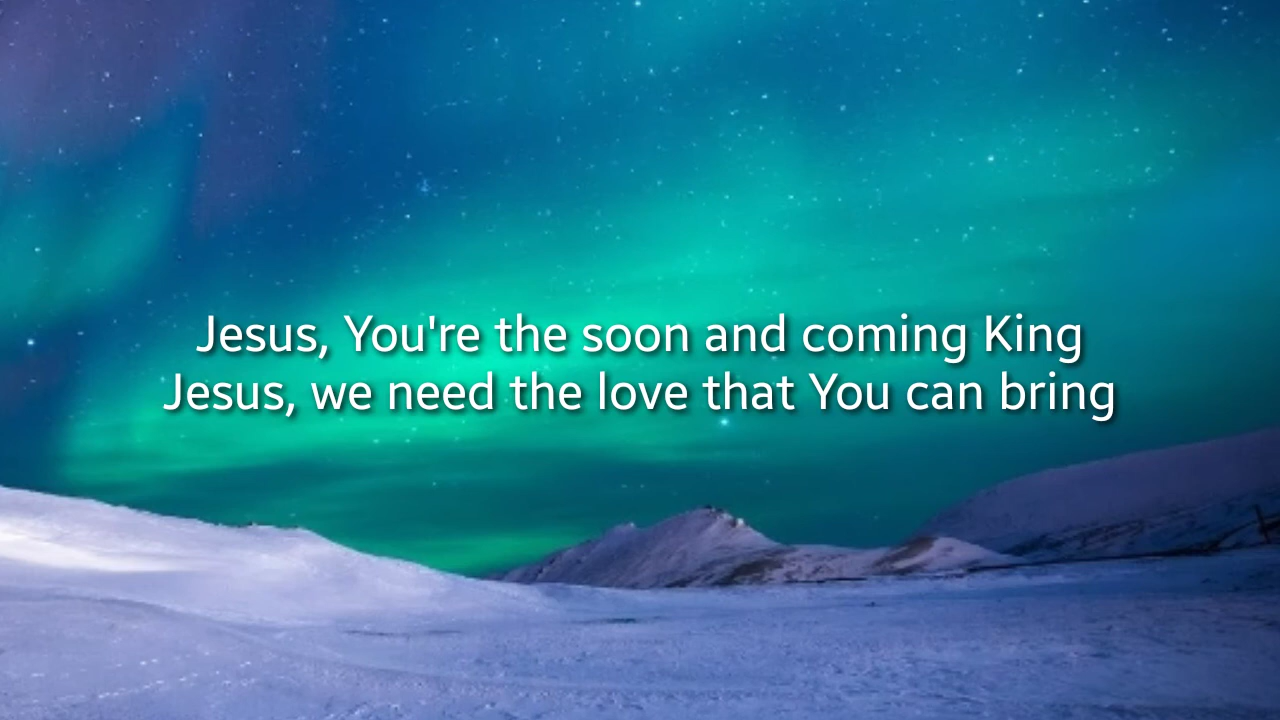 Jesus, You're the soon and coming King
Jesus, we need the love that You can bring